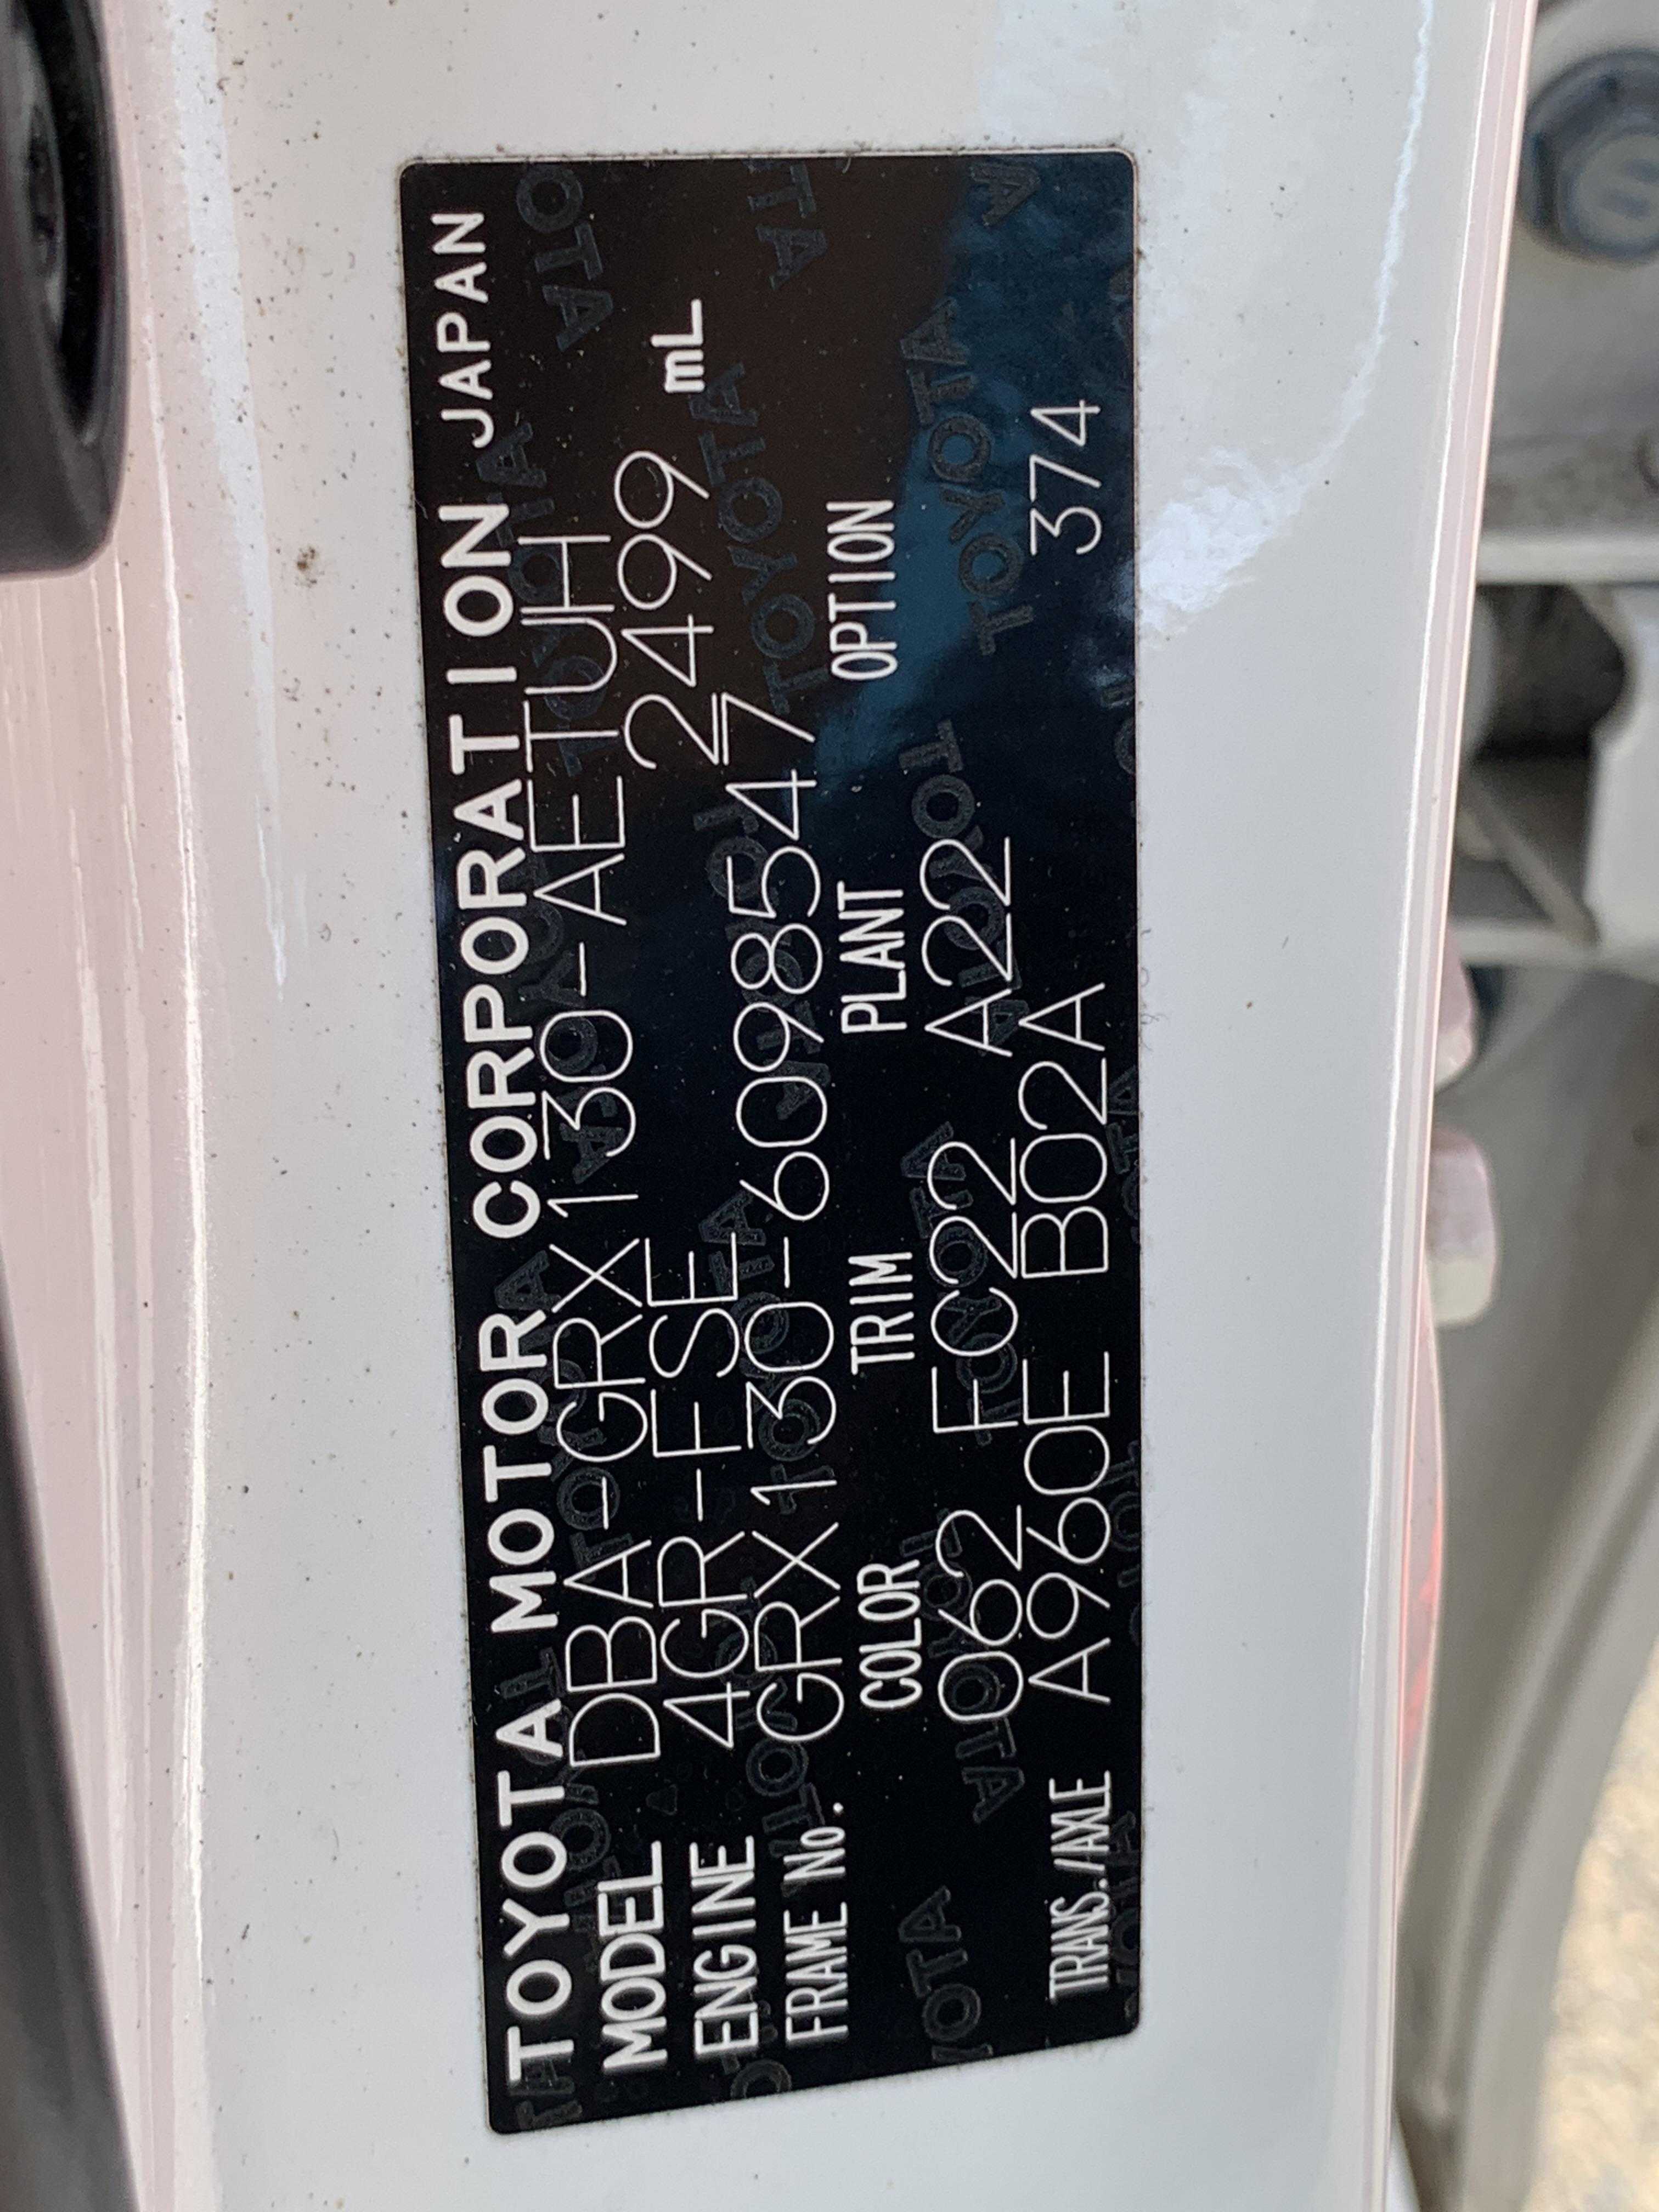 TOYOTA MOTOR CORPORATION JAPAN
MODEL DBA-GRX130-AETUH
ENGINE 4GR-FSE 2499 mL
FRAME No. GRX130-6098547
COLOR TRIM PLANT OPTION
062 FC22 A22
TRANS./AXLE A960E B02A 374